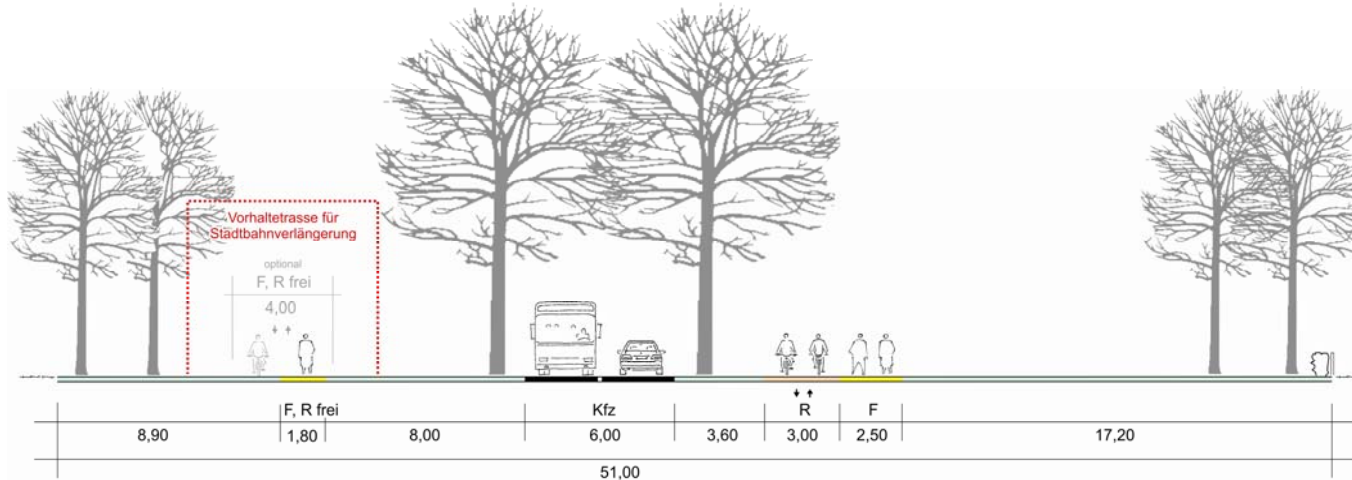 Vorhaltetrasse für
Stadtbahnverlängerung
optional
F, R frei
4,00
F, R frei
Kfz
R
F
8,90
1,80
8,00
6,00
3,60
3,00
2,50
17,20
51,00